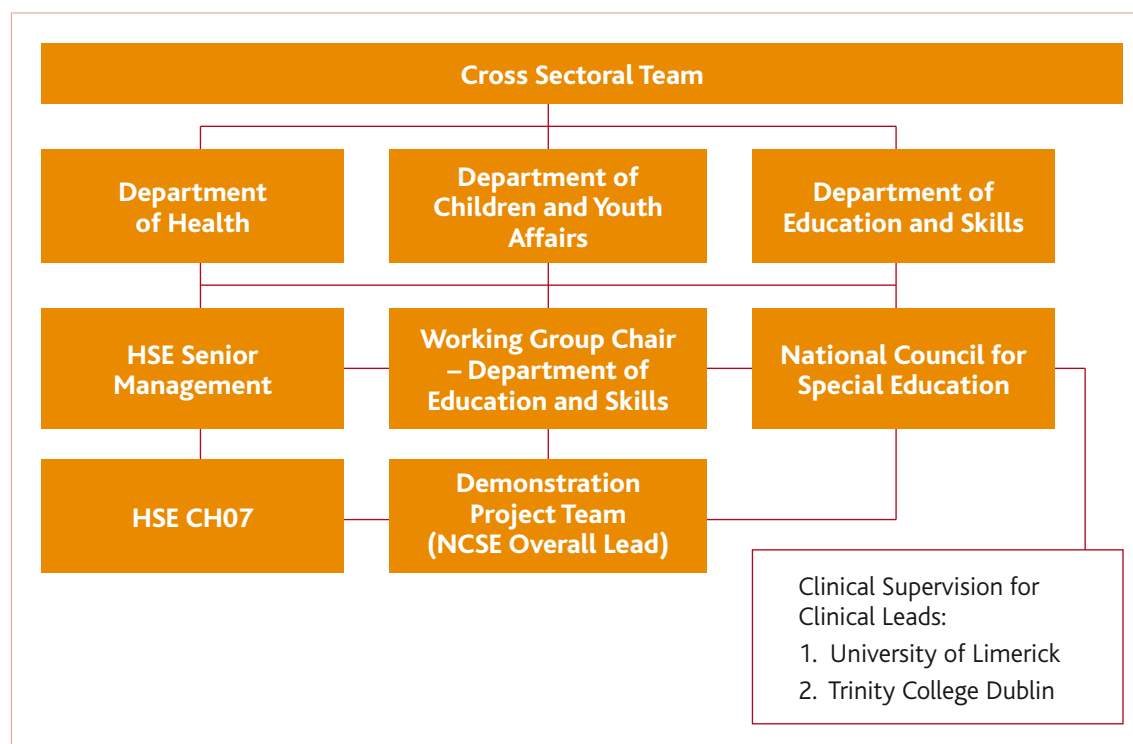 Cross Sectoral Team
Department
of Health
Department of
Children and Youth
Affairs
Department of
Education and Skills
HSE Senior
Management
Working Group Chair
– Department of
Education and Skills
National Council for
Special Education
HSE CH07
Demonstration
Project Team
(NCSE Overall Lead)
Clinical Supervision for
Clinical Leads:
1. University of Limerick
2. Trinity College Dublin